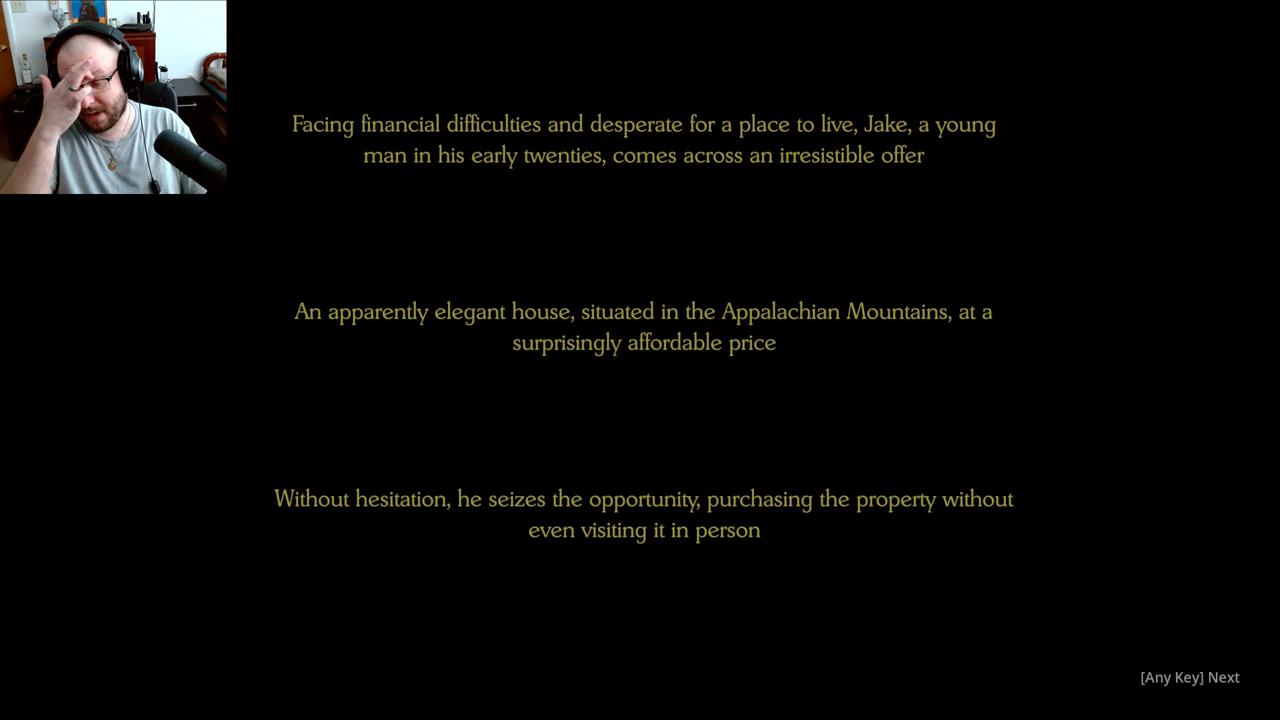 Facing financial difficulties and desperate for a place to live, Jake, a young
man in his early twenties, comes across an irresistible offer
An apparently elegant house, situated in the Appalachian Mountains, at a
surprisingly affordable price
Without hesitation, he seizes the opportunity, purchasing the property without
even visiting it in person
[Any Key] Next